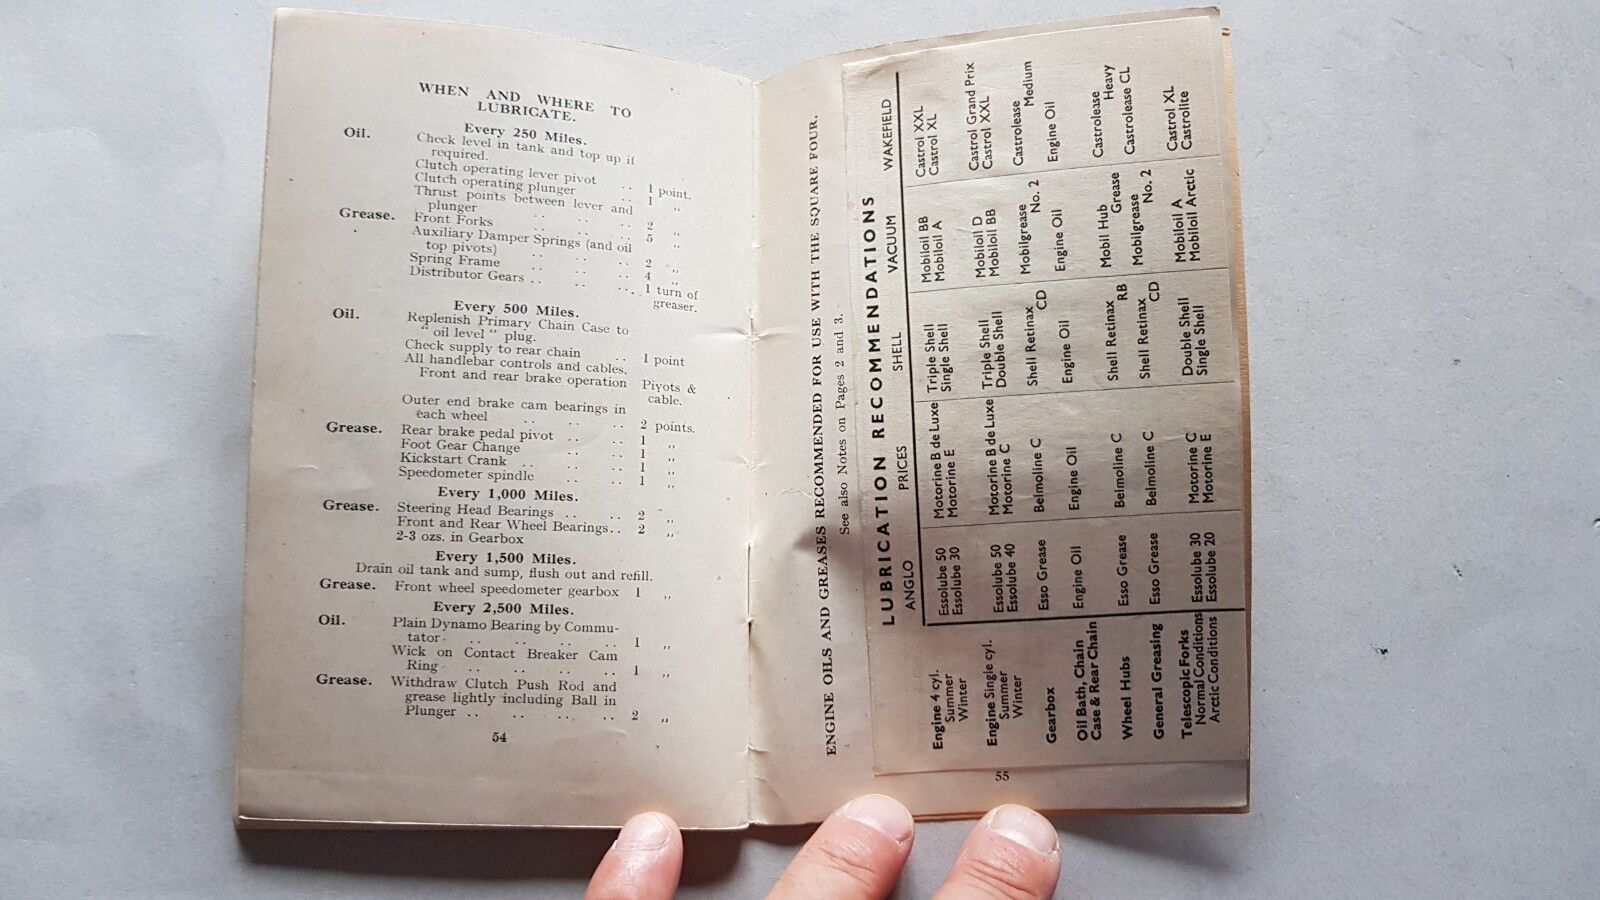 WHEN AND WHERE TO
LUBRICATE.
Every 250 Miles.
Oil. Check level in tank and top up if
required.
Clutch operating lever pivot .. 1 point.
Clutch operating plunger .. 1 ,,
Thrust points between lever and
plunger .. .. .. 2 ,,
Grease. Front Forks .. .. .. 5 ,,
Auxiliary Damper Springs (and oil
top pivots) .. .. .. 2 ,,
Spring Frame .. .. .. 4 ,,
Distributor Gears .. .. .. 1 turn of
greaser.
Every 500 Miles.
Oil. Replenish Primary Chain Case to
"oil level" plug.
Check supply to rear chain .. 1 point
All handlebar controls and cables.
Front and rear brake operation Pivots &
cable.
Outer end brake cam bearings in
each wheel .. .. .. 2 points.
Grease. Rear brake pedal pivot .. .. 1 ,,
Foot Gear Change .. .. 1 ,,
Kickstart Crank .. .. .. 1 ,,
Speedometer spindle .. .. 1 ,,
Every 1,000 Miles.
Grease. Steering Head Bearings .. .. 2 ,,
Front and Rear Wheel Bearings .. 2 ,,
2-3 ozs. in Gearbox
Every 1,500 Miles.
Drain oil tank and sump, flush out and refill.
Grease. Front wheel speedometer gearbox 1 ,,
Every 2,500 Miles.
Oil. Plain Dynamo Bearing by Commu-
tator .. .. .. .. 1 ,,
Wick on Contact Breaker Cam
Ring .. .. .. .. 1 ,,
Grease. Withdraw Clutch Push Rod and
grease lightly including Ball in
Plunger .. .. .. .. 2 ,,
54
ENGINE OILS AND GREASES RECOMMENDED FOR USE WITH THE SQUARE FOUR.
See also Notes on Pages 2 and 3.
LUBRICATION RECOMMENDATIONS
ANGLO PRICES SHELL VACUUM WAKEFIELD
Engine 4 cyl.
Summer Essolube 50 Motorine B de Luxe Triple Shell Mobiloil BB Castrol XXL
Winter Essolube 30 Motorine E Single Shell Mobiloil A Castrol XL
Engine Single cyl.
Summer Essolube 50 Motorine B de Luxe Triple Shell Mobiloil D Castrol Grand Prix
Winter Essolube 40 Motorine C Double Shell Mobiloil BB Castrol XXL
Gearbox Esso Grease Belmoline C Shell Retinax CD Mobilgrease No. 2 Castrolease Medium
Oil Bath, Chain
Case & Rear Chain Engine Oil Engine Oil Engine Oil Engine Oil Engine Oil
Wheel Hubs Esso Grease Belmoline C Shell Retinax RB Mobil Hub Grease Castrolease Heavy
General Greasing Esso Grease Belmoline C Shell Retinax CD Mobilgrease No. 2 Castrolease CL
Telescopic Forks
Normal Conditions Essolube 30 Motorine C Double Shell Mobiloil A Castrol XL
Arctic Conditions Essolube 20 Motorine E Single Shell Mobiloil Arctic Castrolite
55